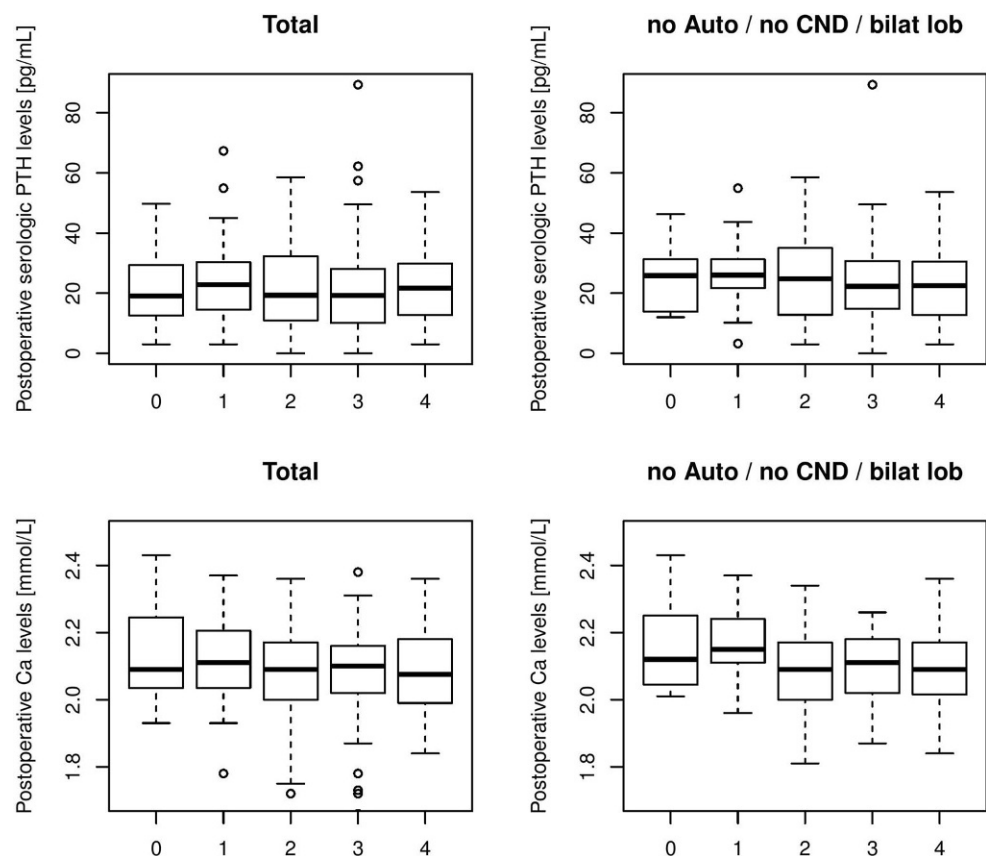 Total
Postoperative serologic PTH levels [pg/mL]
80
60
40
20
0
0 1 2 3 4
no Auto / no CND / bilat lob
Postoperative serologic PTH levels [pg/mL]
80
60
40
20
0
0 1 2 3 4
Total
Postoperative Ca levels [mmol/L]
2.4
2.2
2.0
1.8
0 1 2 3 4
no Auto / no CND / bilat lob
Postoperative Ca levels [mmol/L]
2.4
2.2
2.0
1.8
0 1 2 3 4